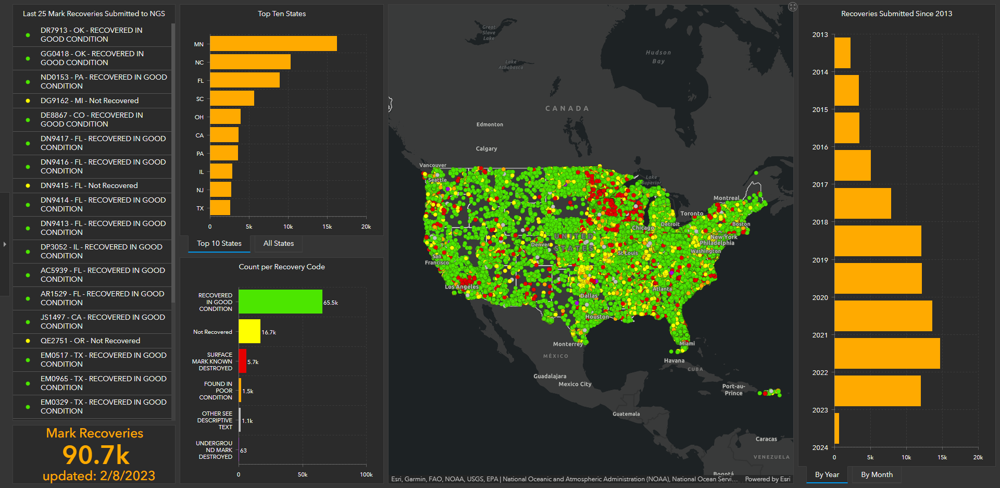 Last 25 Mark Recoveries Submitted to NGS
DR7913 - OK - RECOVERED IN
GOOD CONDITION
GG0418 - OK - RECOVERED IN
GOOD CONDITION
ND0153 - PA - RECOVERED IN GOOD
CONDITION
DG9162 - MI - Not Recovered
DE8867 - CO - RECOVERED IN
GOOD CONDITION
DN9417 - FL - RECOVERED IN GOOD
CONDITION
DN9416 - FL - RECOVERED IN GOOD
CONDITION
DN9415 - FL - Not Recovered
DN9414 - FL - RECOVERED IN GOOD
CONDITION
DN9413 - FL - RECOVERED IN GOOD
CONDITION
DP3052 - IL - RECOVERED IN GOOD
CONDITION
AC5939 - FL - RECOVERED IN GOOD
CONDITION
AR1529 - FL - RECOVERED IN GOOD
CONDITION
JS1497 - CA - RECOVERED IN GOOD
CONDITION
QE2751 - OR - Not Recovered
EM0517 - TX - RECOVERED IN GOOD
CONDITION
EM0965 - TX - RECOVERED IN GOOD
CONDITION
EM0329 - TX - RECOVERED IN GOOD
CONDITION
Mark Recoveries
90.7k
updated: 2/8/2023
Top Ten States
MN
NC
FL
SC
OH
CA
PA
IL
NJ
TX
0 5k 10k 15k 20k
Top 10 States All States
Count per Recovery Code
RECOVERED
IN GOOD
CONDITION
65.5k
Not Recovered 16.7k
SURFACE
MARK KNOWN
DESTROYED
5.7k
FOUND IN
POOR
CONDITION
1.5k
OTHER SEE
DESCRIPTIVE
TEXT
1.1k
UNDERGROU
ND MARK
DESTROYED
63
0 50k 100k
Great
Slave
Lake
Lake
Athabasca
Hudson
Bay
CANADA
Edmonton
Calgary
Vancouver
Seattle
Lake
Superior
Montreal
Toronto
Boston
Detroit
Chicago
New York
Philadelphia
UNITED
STATES
Denver
St Louis
Washington
San
Francisco
Los Angeles
Atlanta
Dallas
Houston
Monterrey
Miami
MÉXICO
Havana
CUBA
Guadalajara
Mexico City
Port-au-
Prince
Guatemala
Caracas
VENEZUELA
Bogotá
Esri, Garmin, FAO, NOAA, USGS, EPA | National Oceanic and Atmospheric Administration (NOAA), National Ocean Servi... Powered by Esri
Recoveries Submitted Since 2013
2013
2014
2015
2016
2017
2018
2019
2020
2021
2022
2023
2024
0 5k 10k 15k 20k
By Year By Month